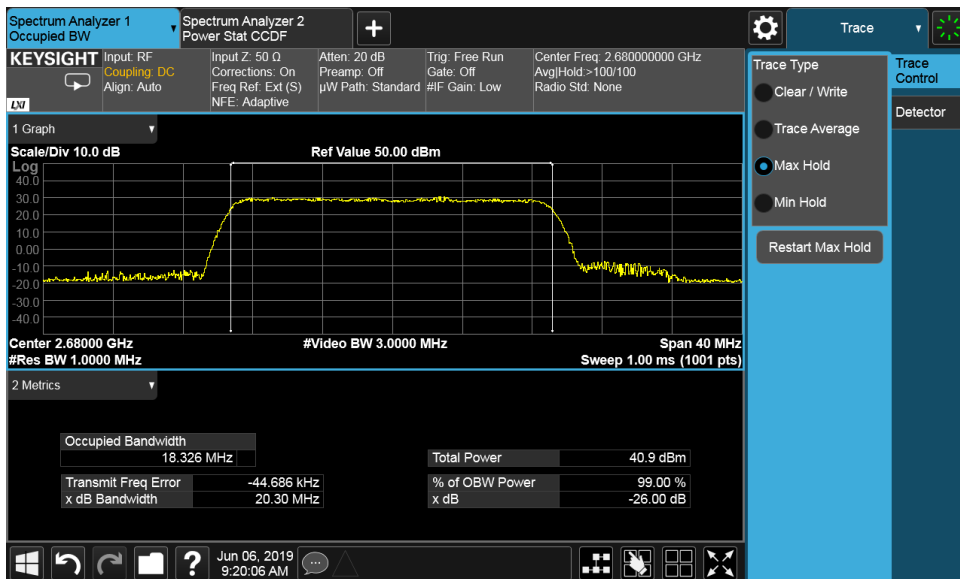 Spectrum Analyzer 1
Occupied BW
Spectrum Analyzer 2
Power Stat CCDF
Trace
KEYSIGHT
LXI
Input: RF
Coupling: DC
Align: Auto
Input Z: 50 Ω
Corrections: On
Freq Ref: Ext (S)
NFE: Adaptive
Atten: 20 dB
Preamp: Off
µW Path: Standard
Trig: Free Run
Gate: Off
#IF Gain: Low
Center Freq: 2.680000000 GHz
Avg|Hold:>100/100
Radio Std: None
1 Graph
Scale/Div 10.0 dB
Ref Value 50.00 dBm
Log
40.0
30.0
20.0
10.0
0.00
-10.0
-20.0
-30.0
-40.0
Center 2.68000 GHz
#Video BW 3.0000 MHz
Span 40 MHz
#Res BW 1.0000 MHz
Sweep 1.00 ms (1001 pts)
2 Metrics
Occupied Bandwidth
18.326 MHz
Total Power 40.9 dBm
Transmit Freq Error -44.686 kHz
% of OBW Power 99.00 %
x dB Bandwidth 20.30 MHz
x dB -26.00 dB
Trace Type
Clear / Write
Trace Average
Max Hold
Min Hold
Restart Max Hold
Trace
Control
Detector
?
Jun 06, 2019
9:20:06 AM